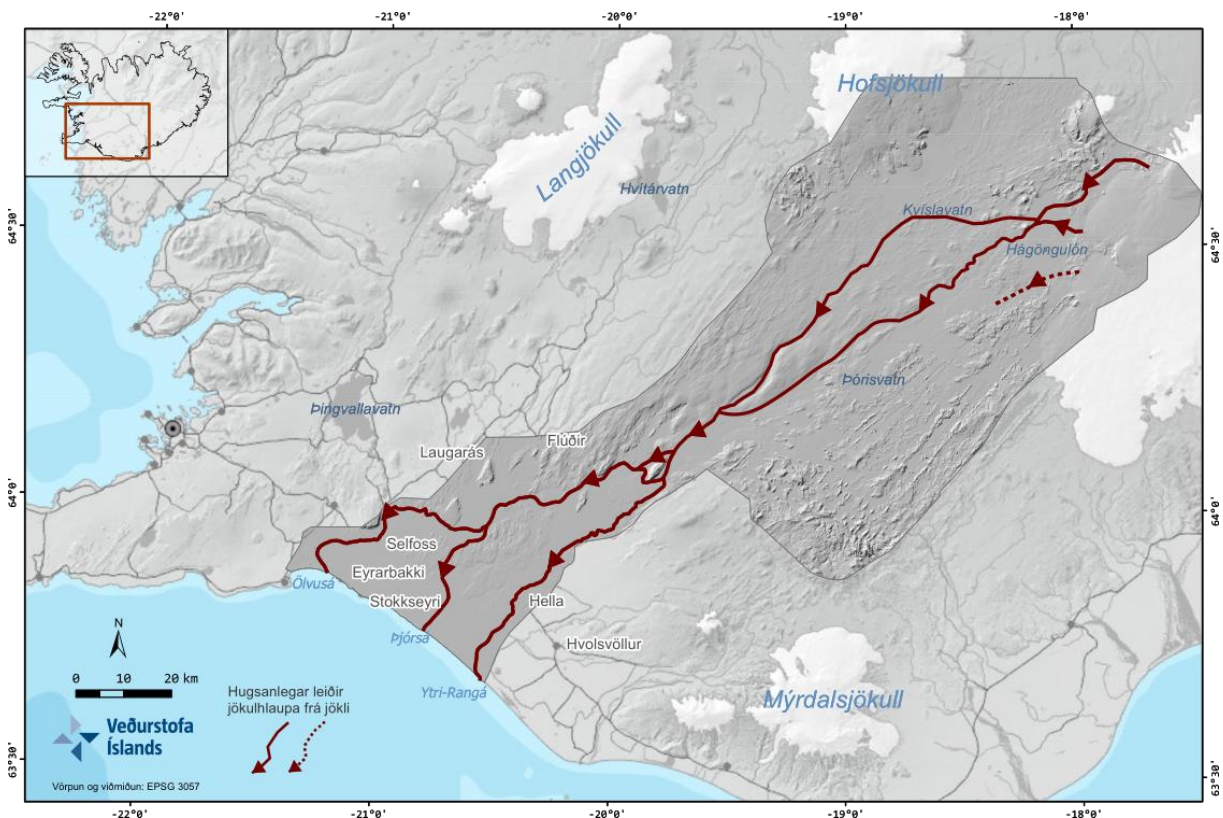 -22°0'
-21°0'
-20°0'
-19°0'
-18°0'
Hofsjökull
Langjökull
Hvítárvatn
64°30'
64°30'
Kvíslavatn
Hágöngulón
Þórisvatn
Þingvallavatn
Flúðir
Laugarás
64°0'
64°0'
Selfoss
Eyrarbakki
Ölvusá
Stokkseyri
Hella
Þjórsá
Hvolsvöllur
N
0 10 20 km
Ytri-Rangá
Mýrdalsjökull
Hugsanlegar leiðir
jökulhlaupa frá jökli
Veðurstofa
Íslands
63°30'
63°30'
Vörpun og viðmiðun: EPSG 3057
-22°0'
-21°0'
-20°0'
-19°0'
-18°0'